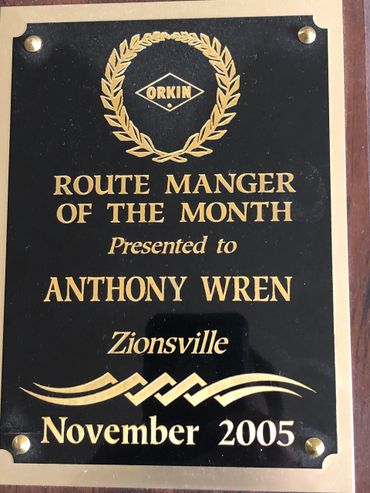 ORKIN
ROUTE MANGER
OF THE MONTH
Presented to
ANTHONY WREN
Zionsville
November 2005